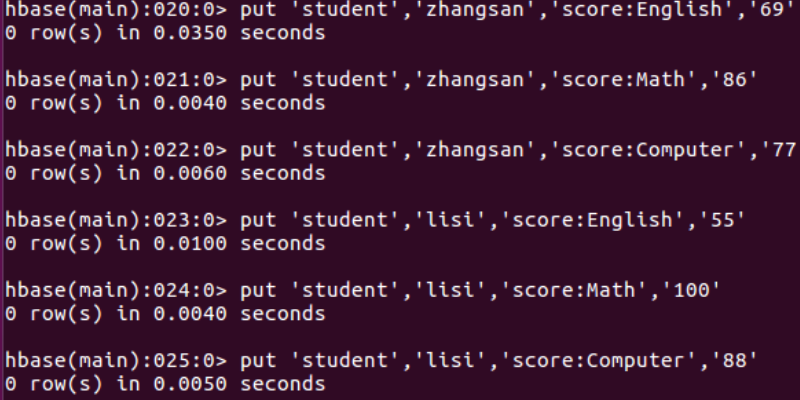 hbase(main):020:0> put 'student','zhangsan','score:English','69'
0 row(s) in 0.0350 seconds
hbase(main):021:0> put 'student','zhangsan','score:Math','86'
0 row(s) in 0.0040 seconds
hbase(main):022:0> put 'student','zhangsan','score:Computer','77
0 row(s) in 0.0060 seconds
hbase(main):023:0> put 'student','lisi','score:English','55'
0 row(s) in 0.0100 seconds
hbase(main):024:0> put 'student','lisi','score:Math','100'
0 row(s) in 0.0040 seconds
hbase(main):025:0> put 'student','lisi','score:Computer','88'
0 row(s) in 0.0050 seconds